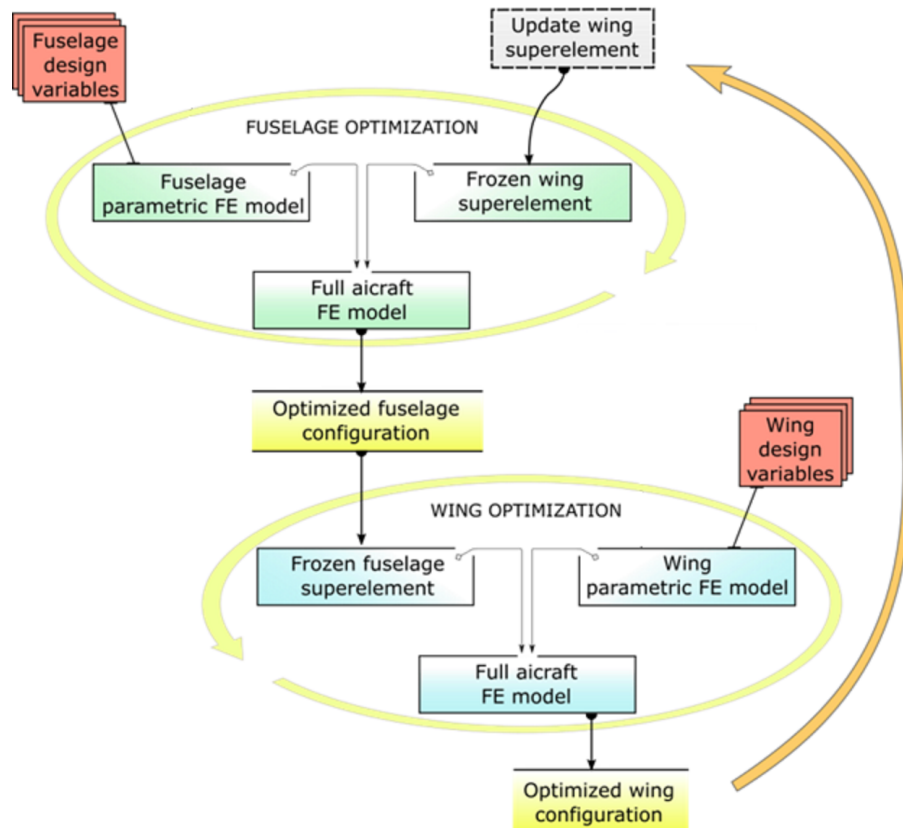 Fuselage
design
variables
Update wing
superelement
FUSELAGE OPTIMIZATION
Fuselage
parametric FE model
Frozen wing
superelement
Full aicraft
FE model
Optimized fuselage
configuration
Wing
design
variables
WING OPTIMIZATION
Frozen fuselage
superelement
Wing
parametric FE model
Full aicraft
FE model
Optimized wing
configuration